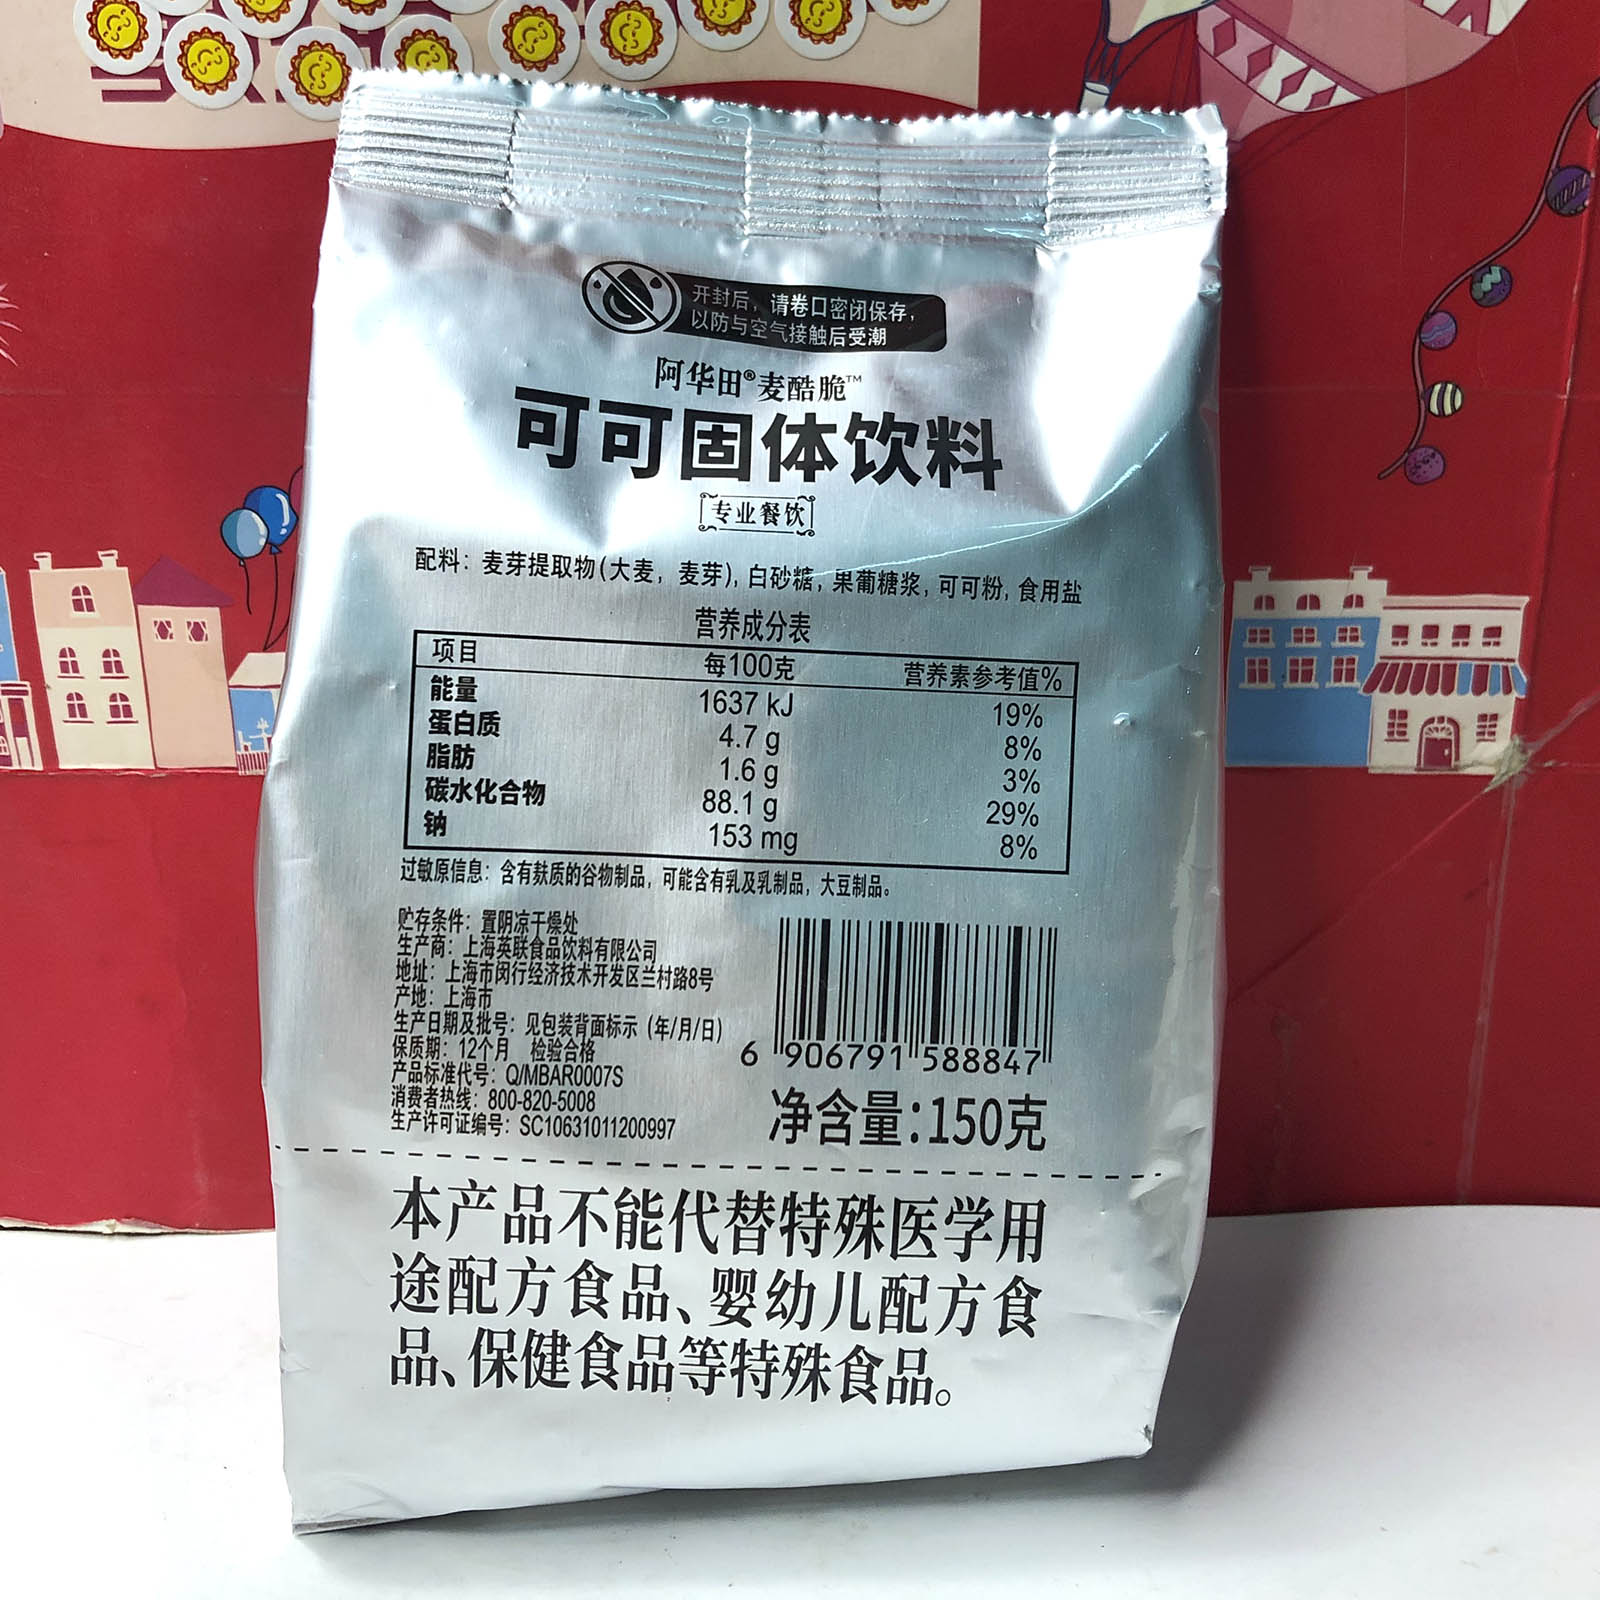 开封后，请卷口密闭保存，
以防与空气接触后受潮
阿华田®麦酷脆™
可可固体饮料
专业餐饮
配料：麦芽提取物(大麦，麦芽)，白砂糖，果葡糖浆，可可粉，食用盐
营养成分表
项目 每100克 营养素参考值%
能量 1637 kJ 19%
蛋白质 4.7 g 8%
脂肪 1.6 g 3%
碳水化合物 88.1 g 29%
钠 153 mg 8%
过敏原信息：含有麸质的谷物制品，可能含有乳及乳制品，大豆制品。
贮存条件：置阴凉干燥处
生产商：上海英联食品饮料有限公司
地址：上海市闵行经济技术开发区兰村路8号
产地：上海市
生产日期及批号：见包装背面标示（年/月/日）
保质期：12个月 检验合格
产品标准代号：Q/MBAR0007S
消费者热线：800-820-5008
生产许可证编号：SC10631011200997
6 906791 588847
净含量：150克
本产品不能代替特殊医学用
途配方食品、婴幼儿配方食
品、保健食品等特殊食品。